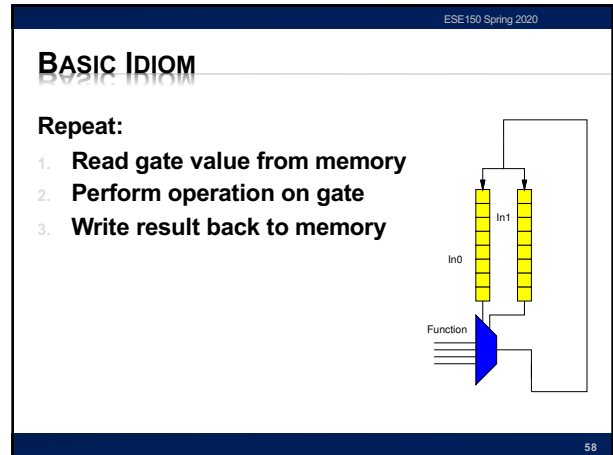 ESE150 Spring 2020
BASIC IDIOM
Repeat:
1. Read gate value from memory
2. Perform operation on gate
3. Write result back to memory
In1
In0
Function
58